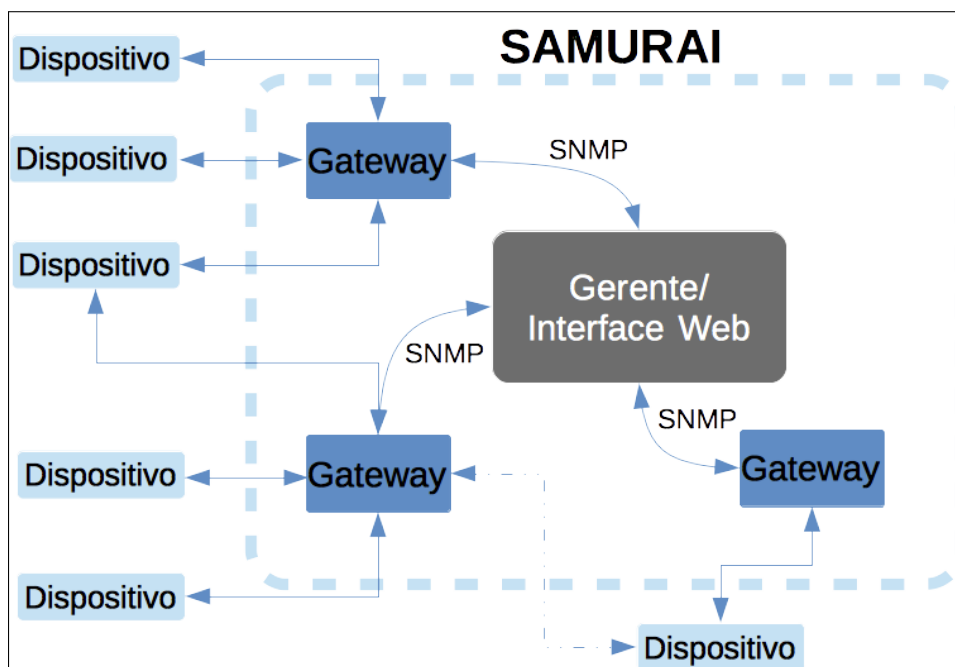 SAMURAI
Dispositivo
Dispositivo
Gateway
SNMP
Dispositivo
Gerente/
Interface Web
SNMP
SNMP
Dispositivo
Gateway
Gateway
Dispositivo
Dispositivo